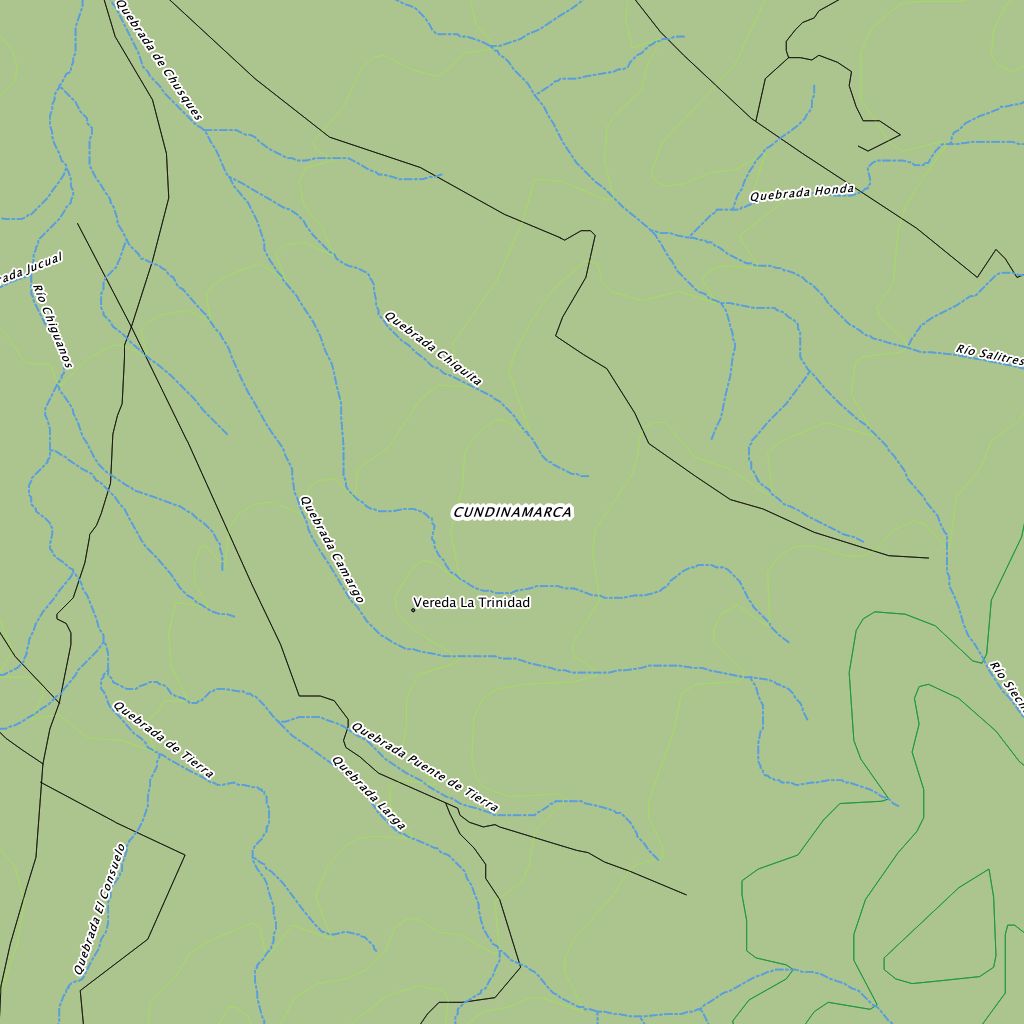 Quebrada de Chusques
Quebrada Honda
rada Jucual
Río Chiguanos
Quebrada Chiquita
Río Salitres
CUNDINAMARCA
Quebrada Camargo
Vereda La Trinidad
Río Siech
Quebrada de Tierra
Quebrada Puente de Tierra
Quebrada Larga
Quebrada El Consuelo